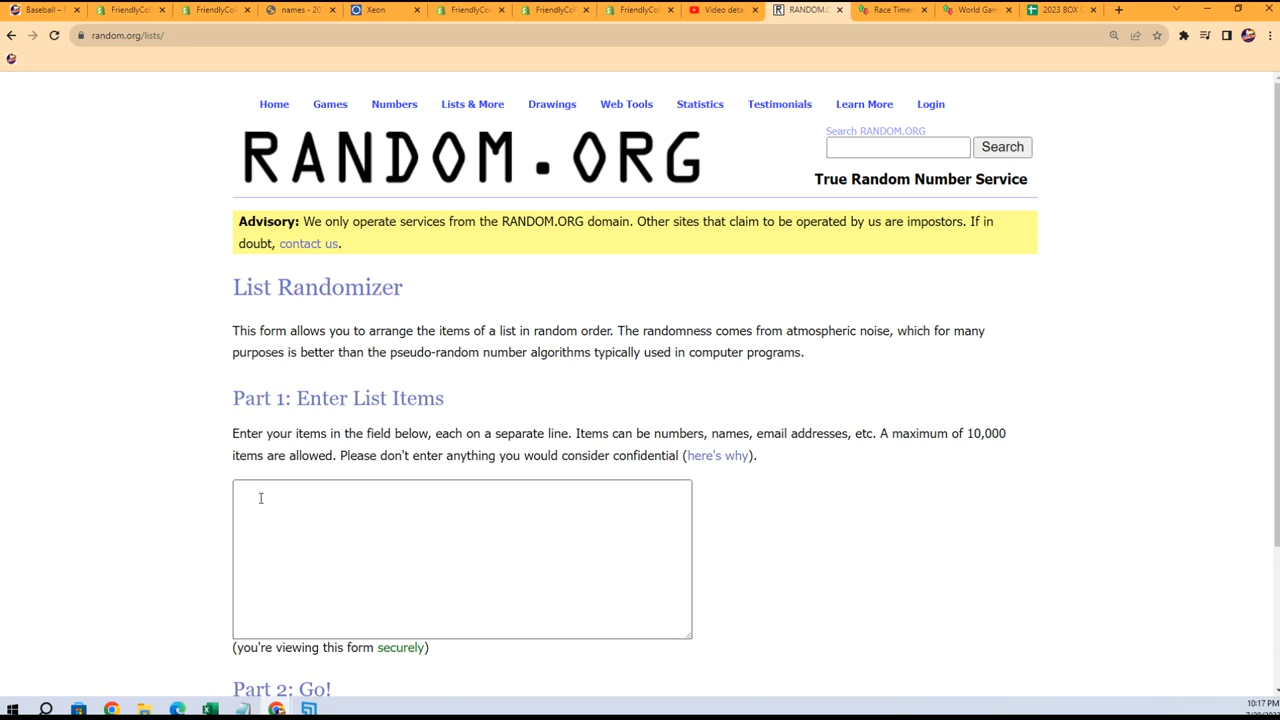 Baseball –
FriendlyCol
FriendlyCol
names - 20
Xeon
FriendlyCo
FriendlyCo
FriendlyCo
Video deta
RANDOM.
Race Time
World Gam
2023 BOX
random.org/lists/
Home Games Numbers Lists & More Drawings Web Tools Statistics Testimonials Learn More Login
RANDOM.ORG
Search RANDOM.ORG
Search
True Random Number Service
Advisory: We only operate services from the RANDOM.ORG domain. Other sites that claim to be operated by us are impostors. If in
doubt, contact us.
List Randomizer
This form allows you to arrange the items of a list in random order. The randomness comes from atmospheric noise, which for many
purposes is better than the pseudo-random number algorithms typically used in computer programs.
Part 1: Enter List Items
Enter your items in the field below, each on a separate line. Items can be numbers, names, email addresses, etc. A maximum of 10,000
items are allowed. Please don't enter anything you would consider confidential (here's why).
(you're viewing this form securely)
Part 2: Go!
10:17 PM